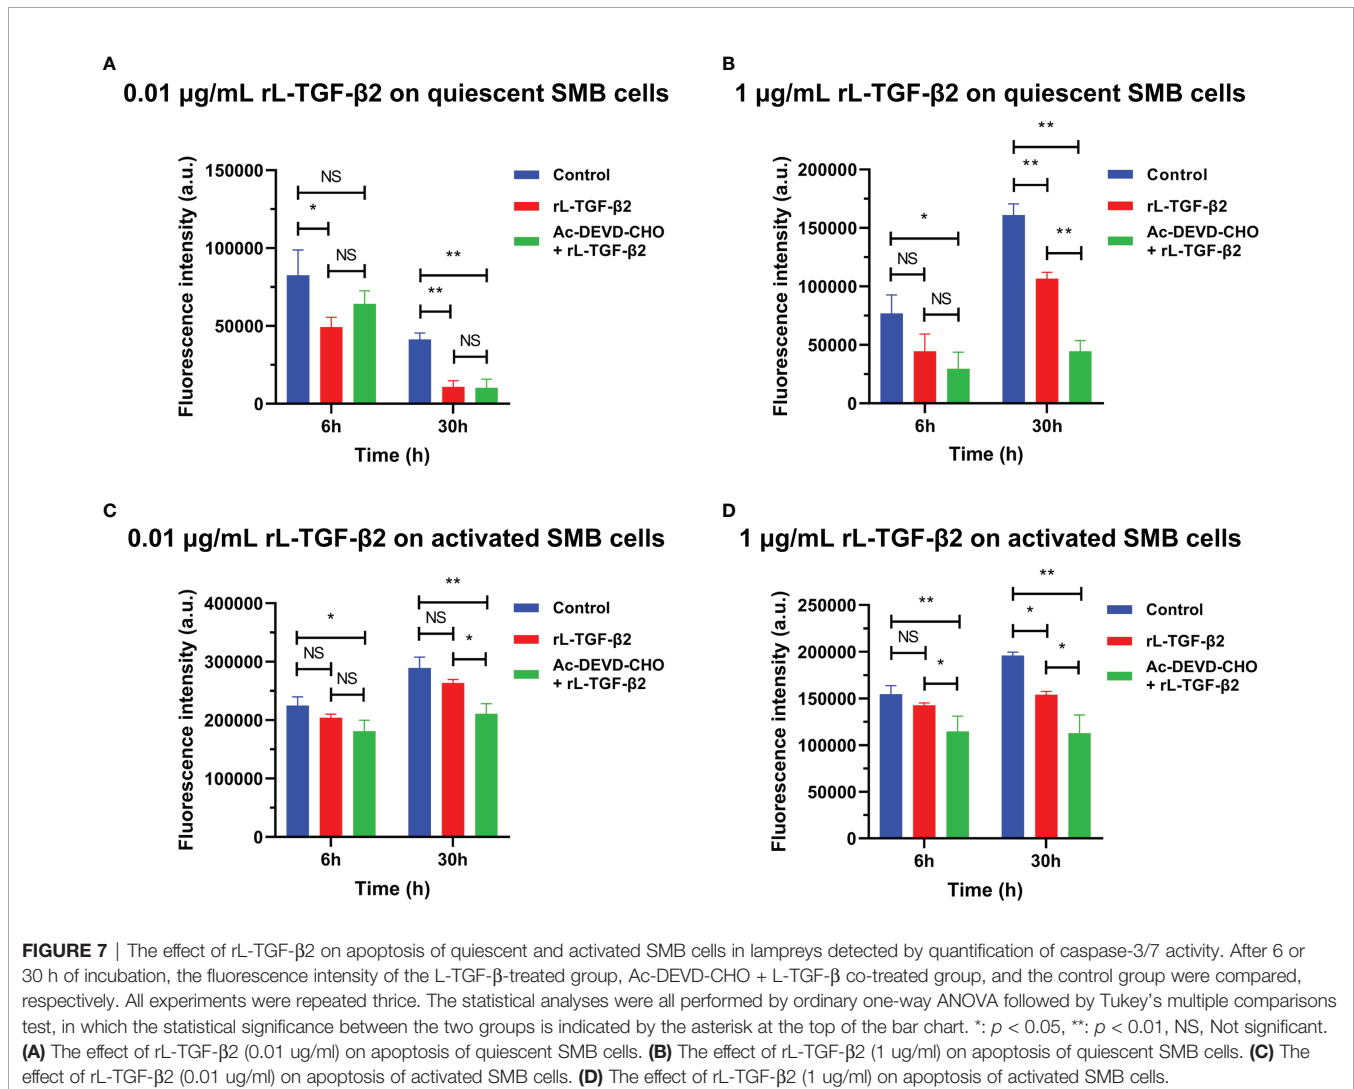 A
0.01 µg/mL rL-TGF-β2 on quiescent SMB cells
Fluorescence intensity (a.u.)
150000
100000
50000
0
NS
*
NS
**
**
NS
6h
30h
Time (h)
Control
rL-TGF-β2
Ac-DEVD-CHO
+ rL-TGF-β2
B
1 µg/mL rL-TGF-β2 on quiescent SMB cells
Fluorescence intensity (a.u.)
200000
150000
100000
50000
0
*
NS
NS
**
**
**
6h
30h
Time (h)
Control
rL-TGF-β2
Ac-DEVD-CHO
+ rL-TGF-β2
C
0.01 µg/mL rL-TGF-β2 on activated SMB cells
Fluorescence intensity (a.u.)
400000
300000
200000
100000
0
*
NS
NS
**
NS
*
6h
30h
Time (h)
Control
rL-TGF-β2
Ac-DEVD-CHO
+ rL-TGF-β2
D
1 µg/mL rL-TGF-β2 on activated SMB cells
Fluorescence intensity (a.u.)
250000
200000
150000
100000
50000
0
**
NS
*
**
*
*
6h
30h
Time (h)
Control
rL-TGF-β2
Ac-DEVD-CHO
+ rL-TGF-β2
FIGURE 7 | The effect of rL-TGF-β2 on apoptosis of quiescent and activated SMB cells in lampreys detected by quantification of caspase-3/7 activity. After 6 or
30 h of incubation, the fluorescence intensity of the L-TGF-β-treated group, Ac-DEVD-CHO + L-TGF-β co-treated group, and the control group were compared,
respectively. All experiments were repeated thrice. The statistical analyses were all performed by ordinary one-way ANOVA followed by Tukey's multiple comparisons
test, in which the statistical significance between the two groups is indicated by the asterisk at the top of the bar chart. *: p < 0.05, **: p < 0.01, NS, Not significant.
(A) The effect of rL-TGF-β2 (0.01 ug/ml) on apoptosis of quiescent SMB cells. (B) The effect of rL-TGF-β2 (1 ug/ml) on apoptosis of quiescent SMB cells. (C) The
effect of rL-TGF-β2 (0.01 ug/ml) on apoptosis of activated SMB cells. (D) The effect of rL-TGF-β2 (1 ug/ml) on apoptosis of activated SMB cells.